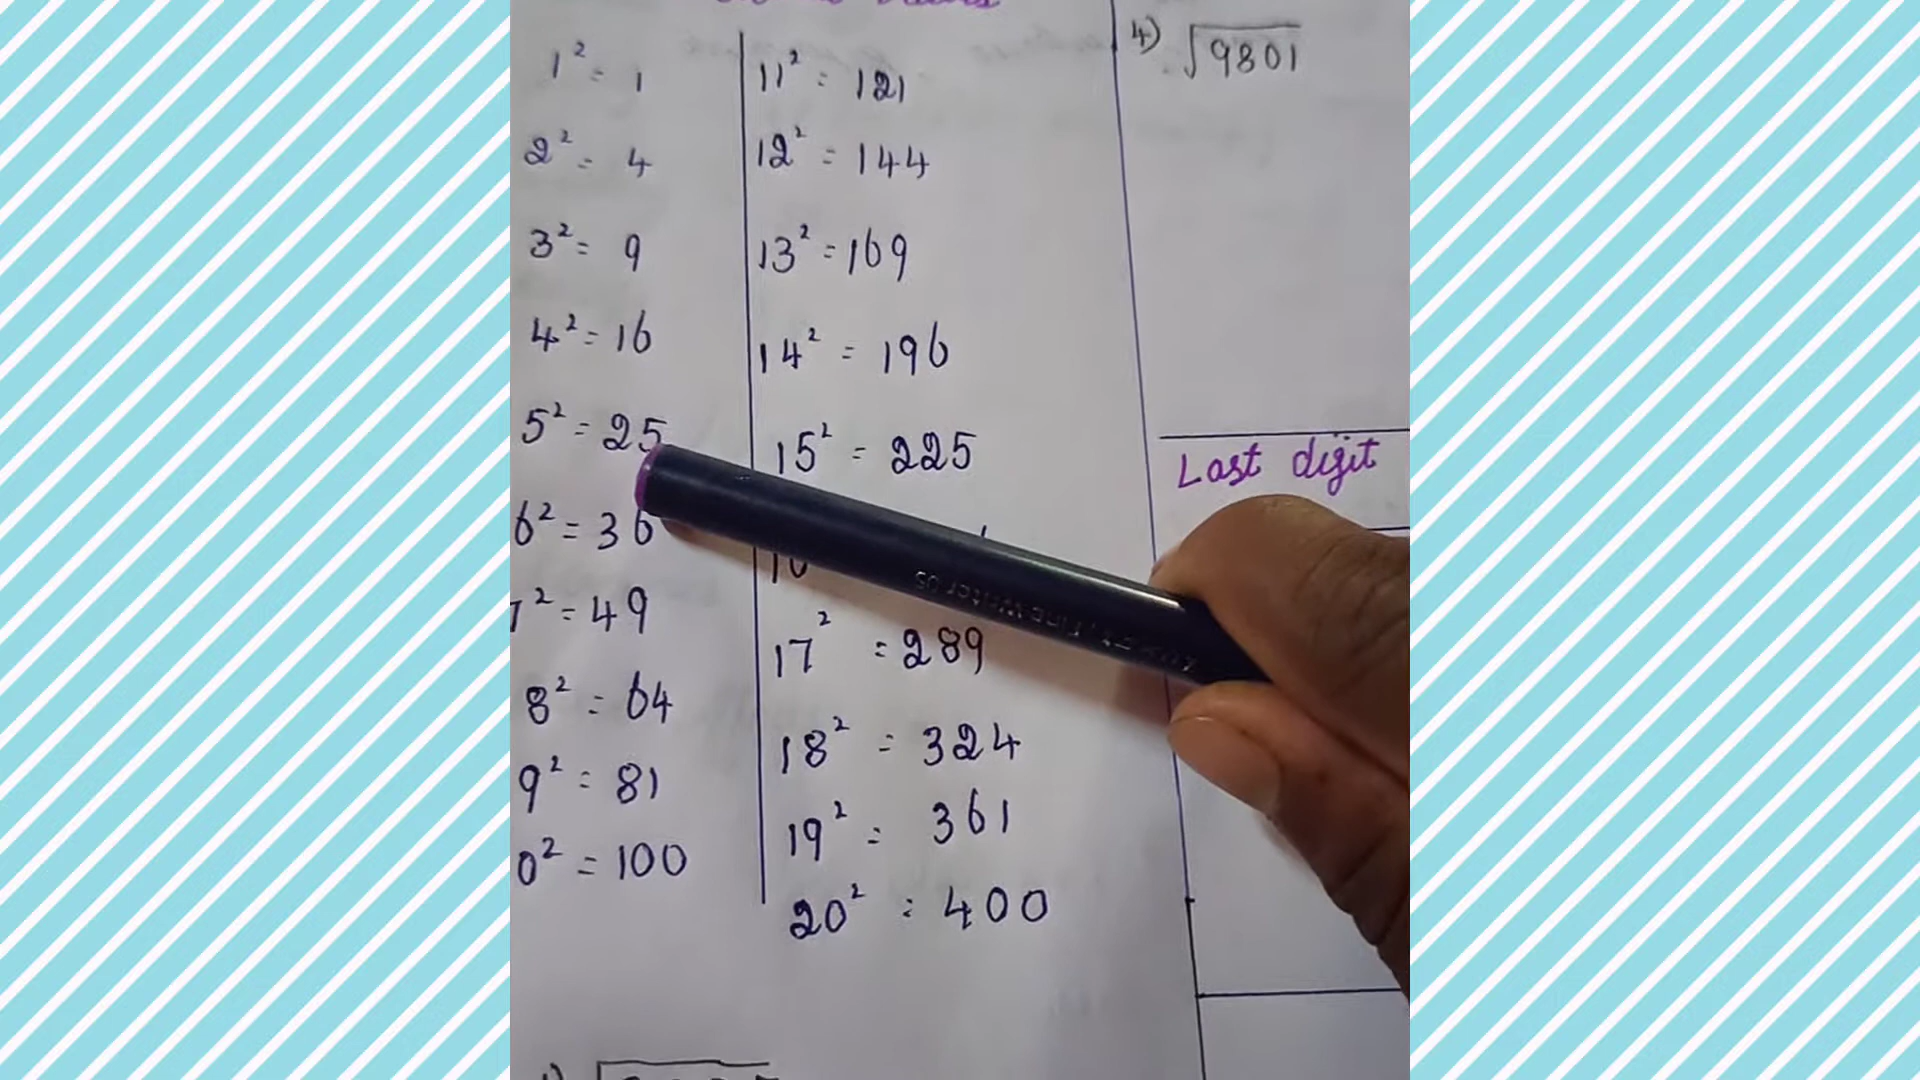 1² = 1
2² = 4
3² = 9
4² = 16
5² = 25
6² = 36
7² = 49
8² = 64
9² = 81
0² = 100
11² = 121
12² = 144
13² = 169
14² = 196
15² = 225
17² = 289
18² = 324
19² = 361
20² = 400
4) √9801
Last digit